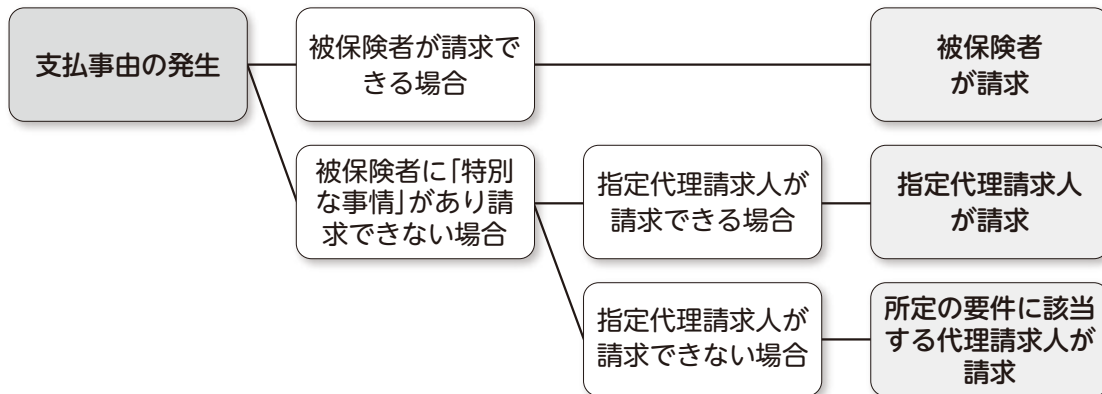 支払事由の発生
被保険者が請求で
きる場合
被保険者
が請求
被保険者に「特別
な事情」があり請
求できない場合
指定代理請求人が
請求できる場合
指定代理請求人
が請求
指定代理請求人が
請求できない場合
所定の要件に該当
する代理請求人が
請求